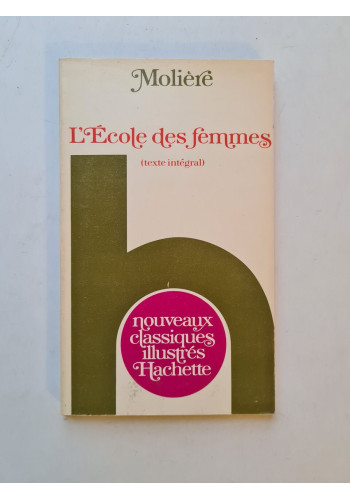 Molière
L'École des femmes
(texte intégral)
h
nouveaux
classiques
illustrés
Hachette